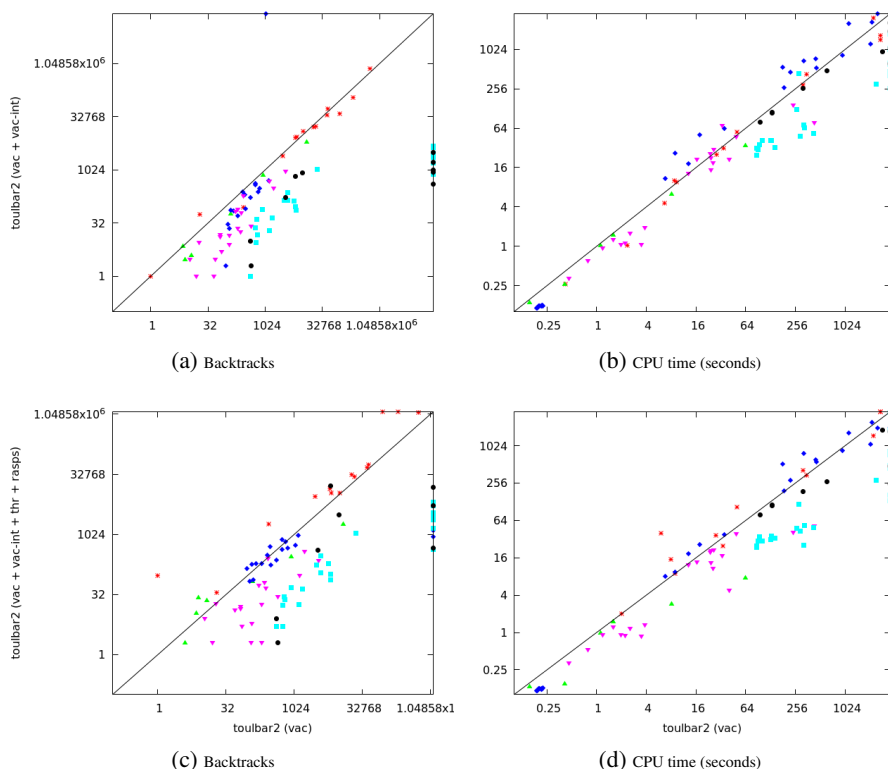 1.04858x10⁶
32768
1024
32
1
1 32 1024 32768 1.04858x10⁶
toulbar2 (vac + vac-int)
(a) Backtracks
1024
256
64
16
4
1
0.25
0.25 1 4 16 64 256 1024
(b) CPU time (seconds)
1.04858x10⁶
32768
1024
32
1
1 32 1024 32768 1.04858x1
toulbar2 (vac + vac-int + thr + rasps)
toulbar2 (vac)
(c) Backtracks
1024
256
64
16
4
1
0.25
0.25 1 4 16 64 256 1024
toulbar2 (vac)
(d) CPU time (seconds)